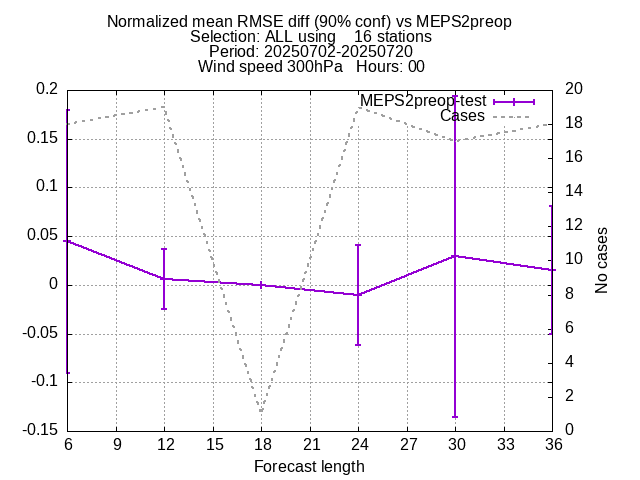 Normalized mean RMSE diff (90% conf) vs MEPS2preop
Selection: ALL using    16 stations
Period: 20250702-20250720
Wind speed 300hPa   Hours: 00
MEPS2preop-test
Cases
0.2
0.15
0.1
0.05
0
-0.05
-0.1
-0.15
20
18
16
14
12
10
8
6
4
2
0
No cases
6 9 12 15 18 21 24 27 30 33 36
Forecast length